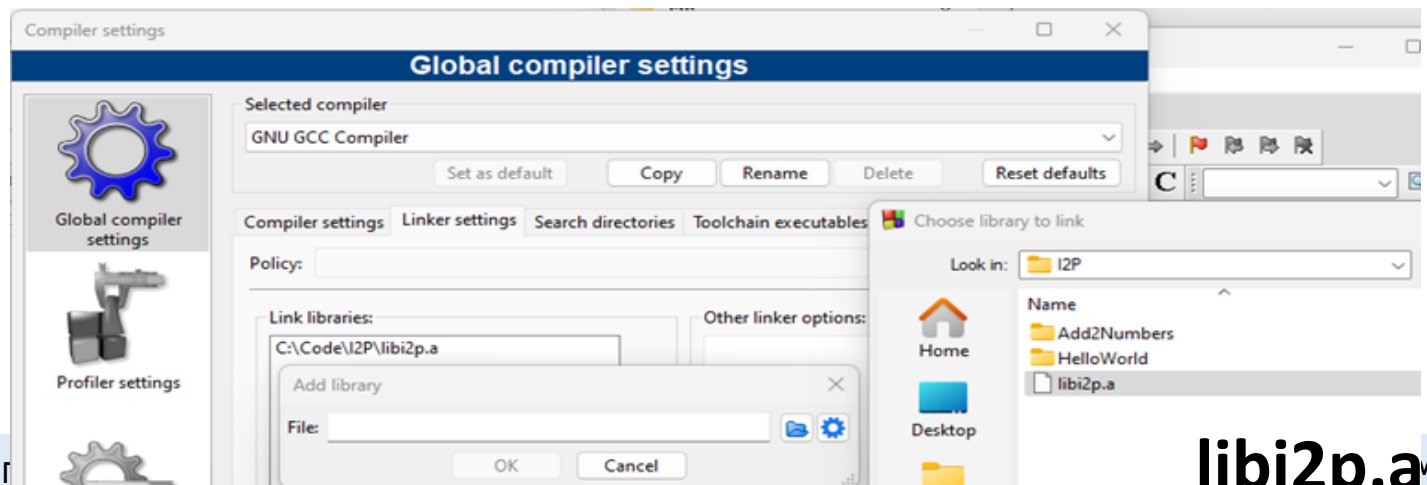 Compiler settings
Global compiler settings
Selected compiler
GNU GCC Compiler
Set as default Copy Rename Delete Reset defaults
C
Global compiler
settings
Compiler settings Linker settings Search directories Toolchain executables
Choose library to link
Policy:
Look in: I2P
Name
Link libraries:
Other linker options:
Add2Numbers
C:\Code\I2P\libi2p.a
Home
HelloWorld
Profiler settings
Add library
libi2p.a
File:
Desktop
OK Cancel
libi2p.a